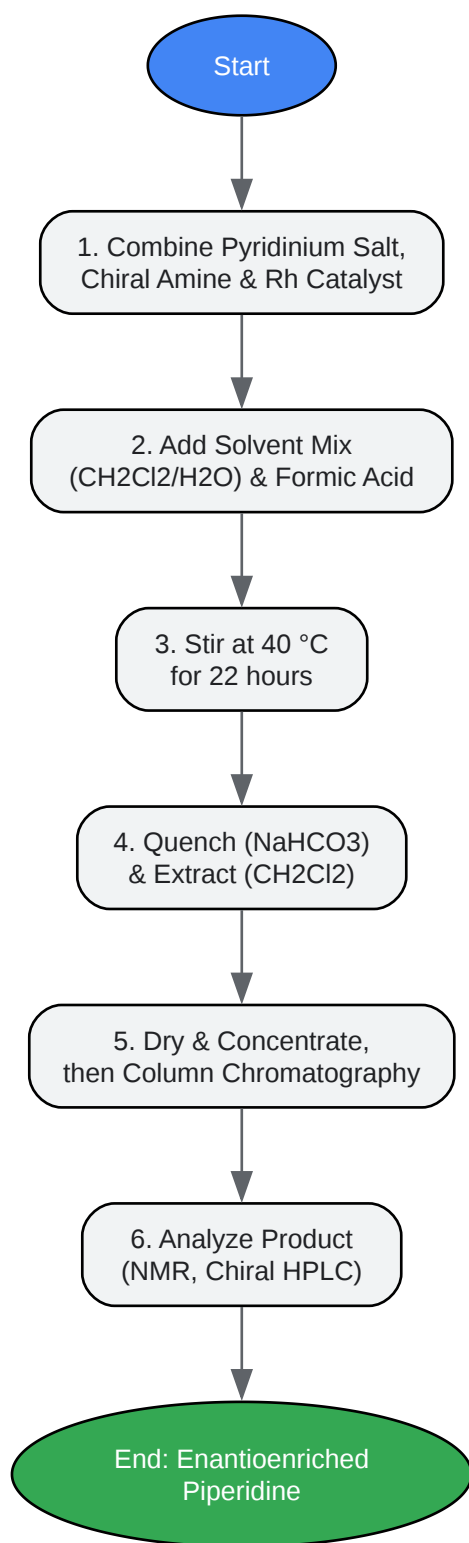 Start
1. Combine Pyridinium Salt,
Chiral Amine & Rh Catalyst
2. Add Solvent Mix
(CH2Cl2/H2O) & Formic Acid
3. Stir at 40 °C
for 22 hours
4. Quench (NaHCO3)
& Extract (CH2Cl2)
5. Dry & Concentrate,
then Column Chromatography
6. Analyze Product
(NMR, Chiral HPLC)
End: Enantioenriched
Piperidine